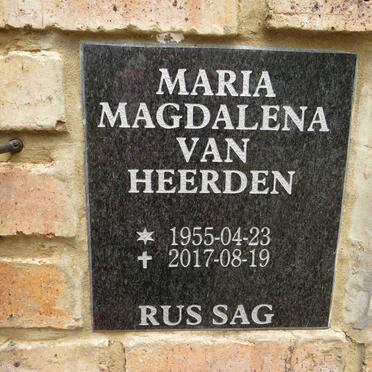 MARIA
MAGDALENA
VAN
HEERDEN
* 1955-04-23
✝ 2017-08-19
RUS SAG